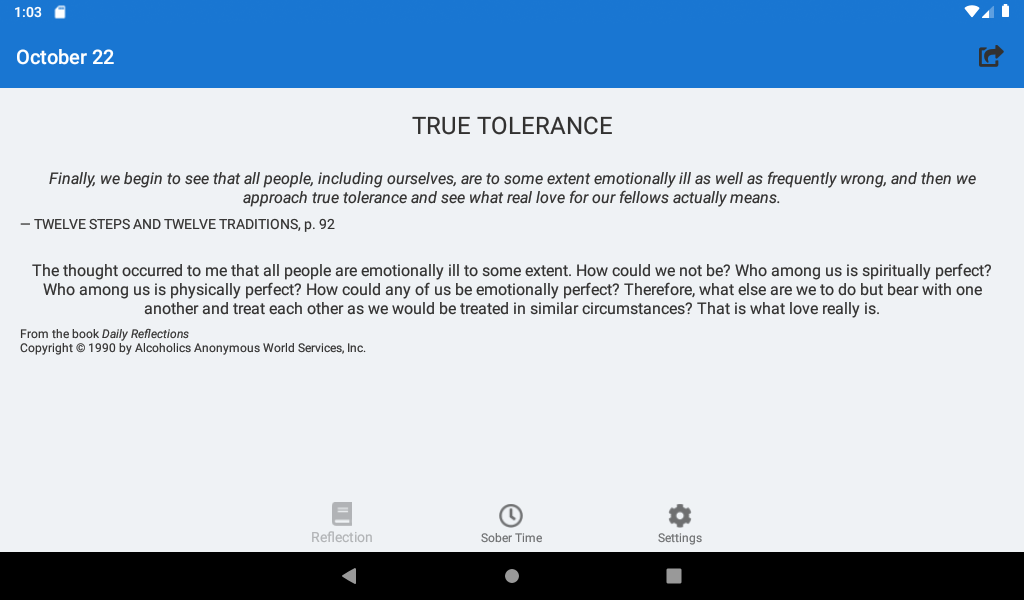 1:03
October 22
TRUE TOLERANCE
Finally, we begin to see that all people, including ourselves, are to some extent emotionally ill as well as frequently wrong, and then we
approach true tolerance and see what real love for our fellows actually means.
— TWELVE STEPS AND TWELVE TRADITIONS, p. 92
The thought occurred to me that all people are emotionally ill to some extent. How could we not be? Who among us is spiritually perfect?
Who among us is physically perfect? How could any of us be emotionally perfect? Therefore, what else are we to do but bear with one
another and treat each other as we would be treated in similar circumstances? That is what love really is.
From the book Daily Reflections
Copyright © 1990 by Alcoholics Anonymous World Services, Inc.
Reflection
Sober Time
Settings